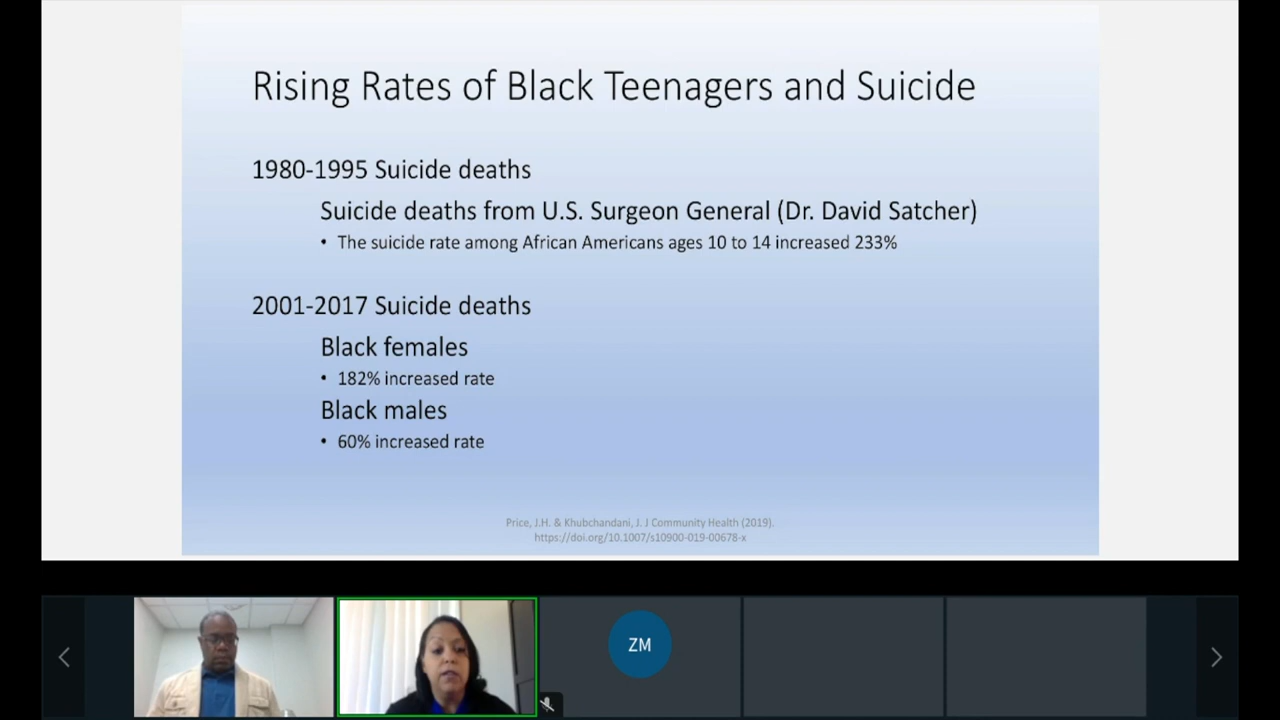 Rising Rates of Black Teenagers and Suicide
1980-1995 Suicide deaths
Suicide deaths from U.S. Surgeon General (Dr. David Satcher)
• The suicide rate among African Americans ages 10 to 14 increased 233%
2001-2017 Suicide deaths
Black females
• 182% increased rate
Black males
• 60% increased rate
Price, J.H. & Khubchandani, J. J Community Health (2019).
https://doi.org/10.1007/s10900-019-00678-x
ZM